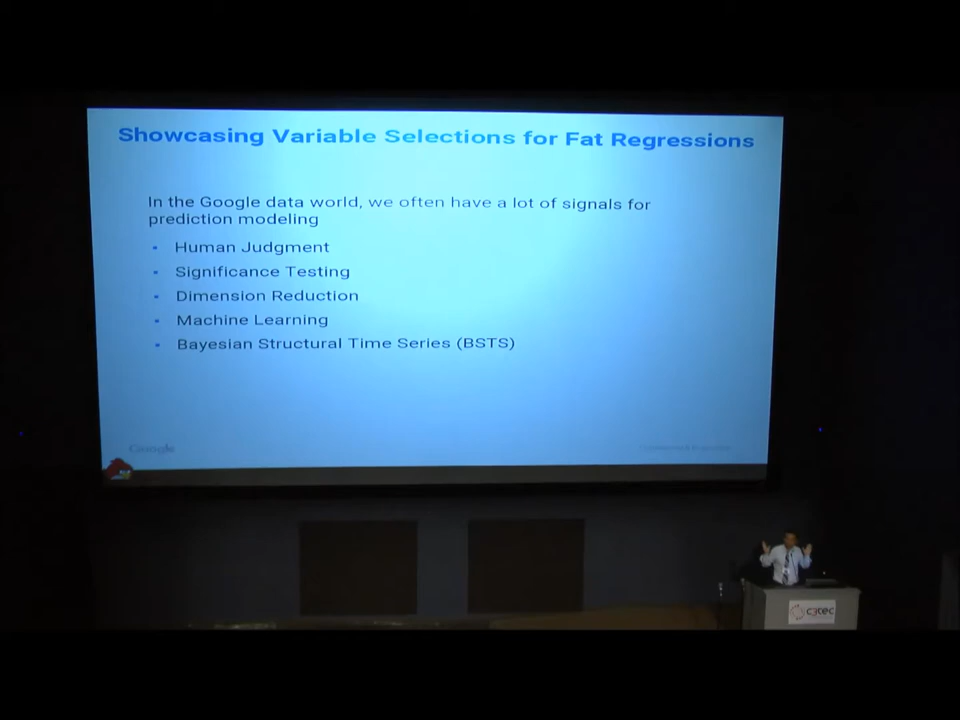 Showcasing Variable Selections for Fat Regressions
In the Google data world, we often have a lot of signals for
prediction modeling
Human Judgment
Significance Testing
Dimension Reduction
Machine Learning
Bayesian Structural Time Series (BSTS)
Google
c3tec